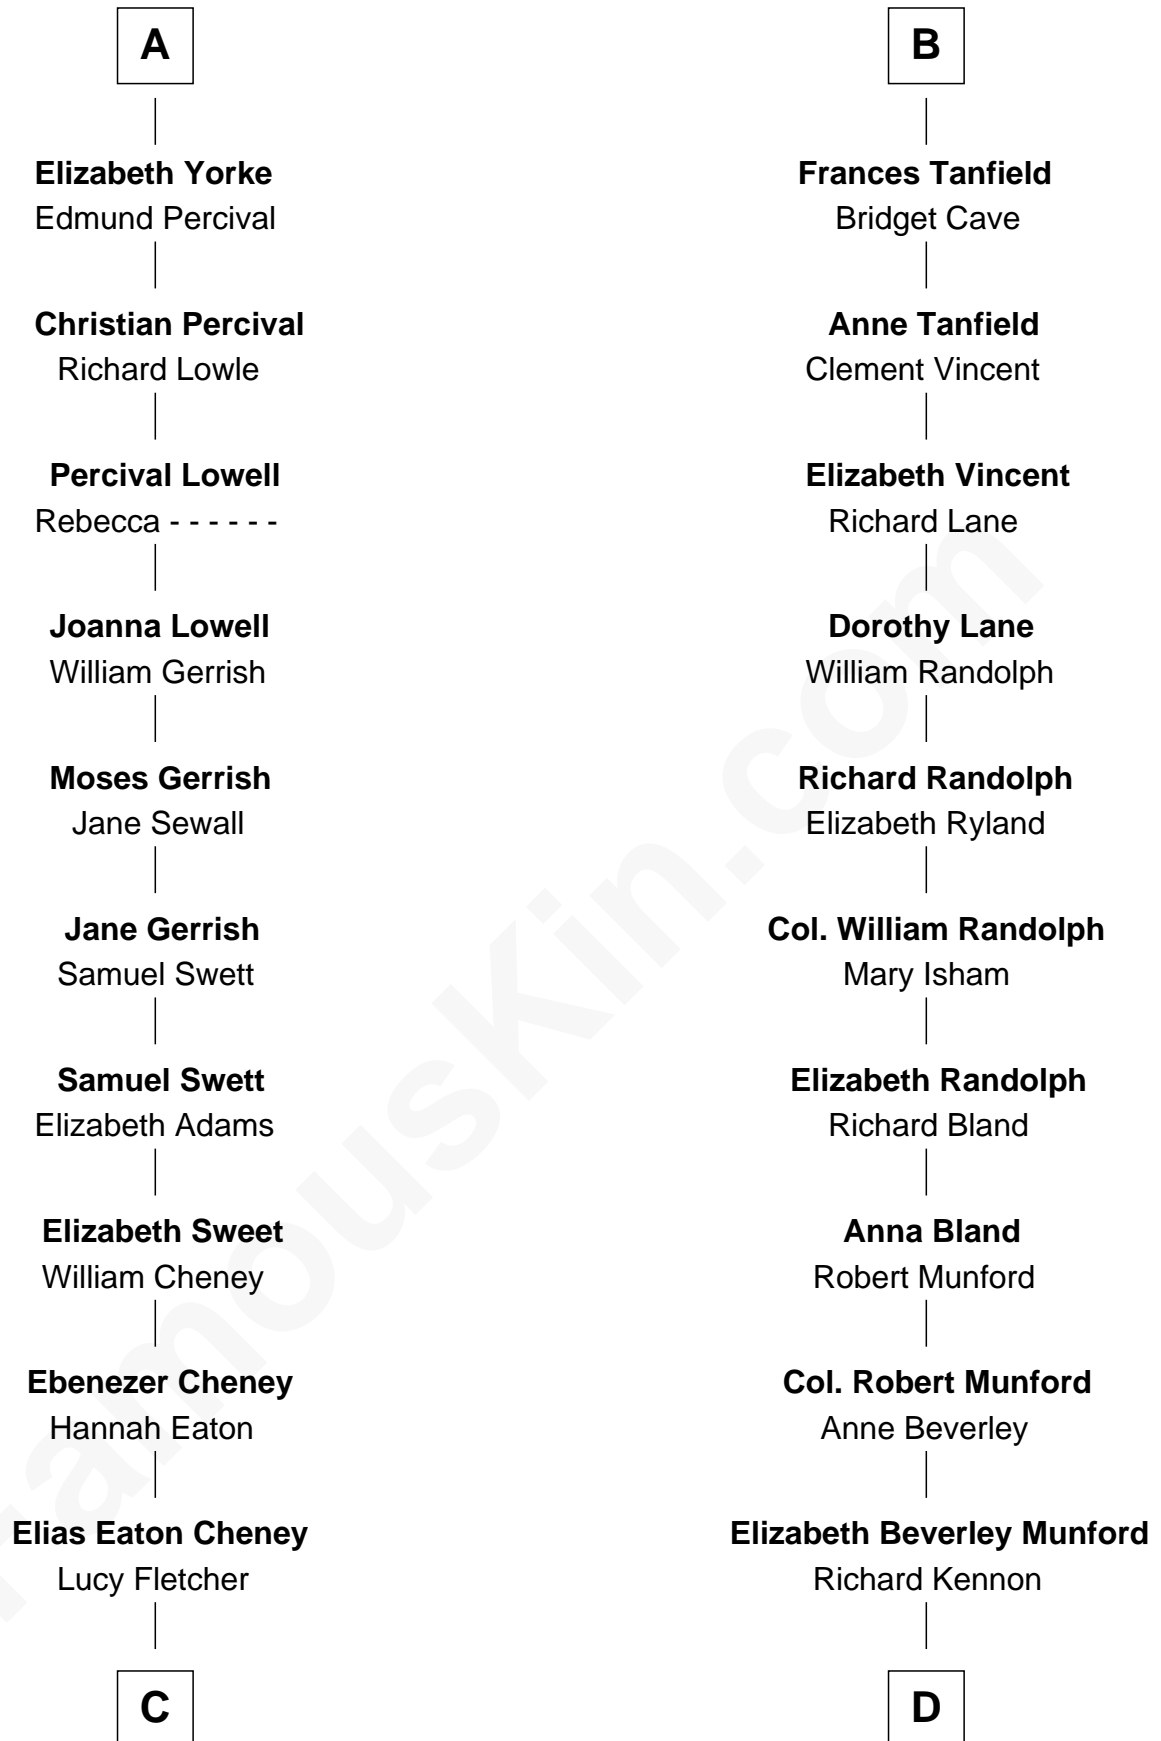 A
Elizabeth Yorke
Edmund Percival
Christian Percival
Richard Lowle
Percival Lowell
Rebecca - - - - - -
Joanna Lowell
William Gerrish
Moses Gerrish
Jane Sewall
Jane Gerrish
Samuel Swett
Samuel Swett
Elizabeth Adams
Elizabeth Sweet
William Cheney
Ebenezer Cheney
Hannah Eaton
Elias Eaton Cheney
Lucy Fletcher
C
B
Frances Tanfield
Bridget Cave
Anne Tanfield
Clement Vincent
Elizabeth Vincent
Richard Lane
Dorothy Lane
William Randolph
Richard Randolph
Elizabeth Ryland
Col. William Randolph
Mary Isham
Elizabeth Randolph
Richard Bland
Anna Bland
Robert Munford
Col. Robert Munford
Anne Beverley
Elizabeth Beverley Munford
Richard Kennon
D
FamousKin.com